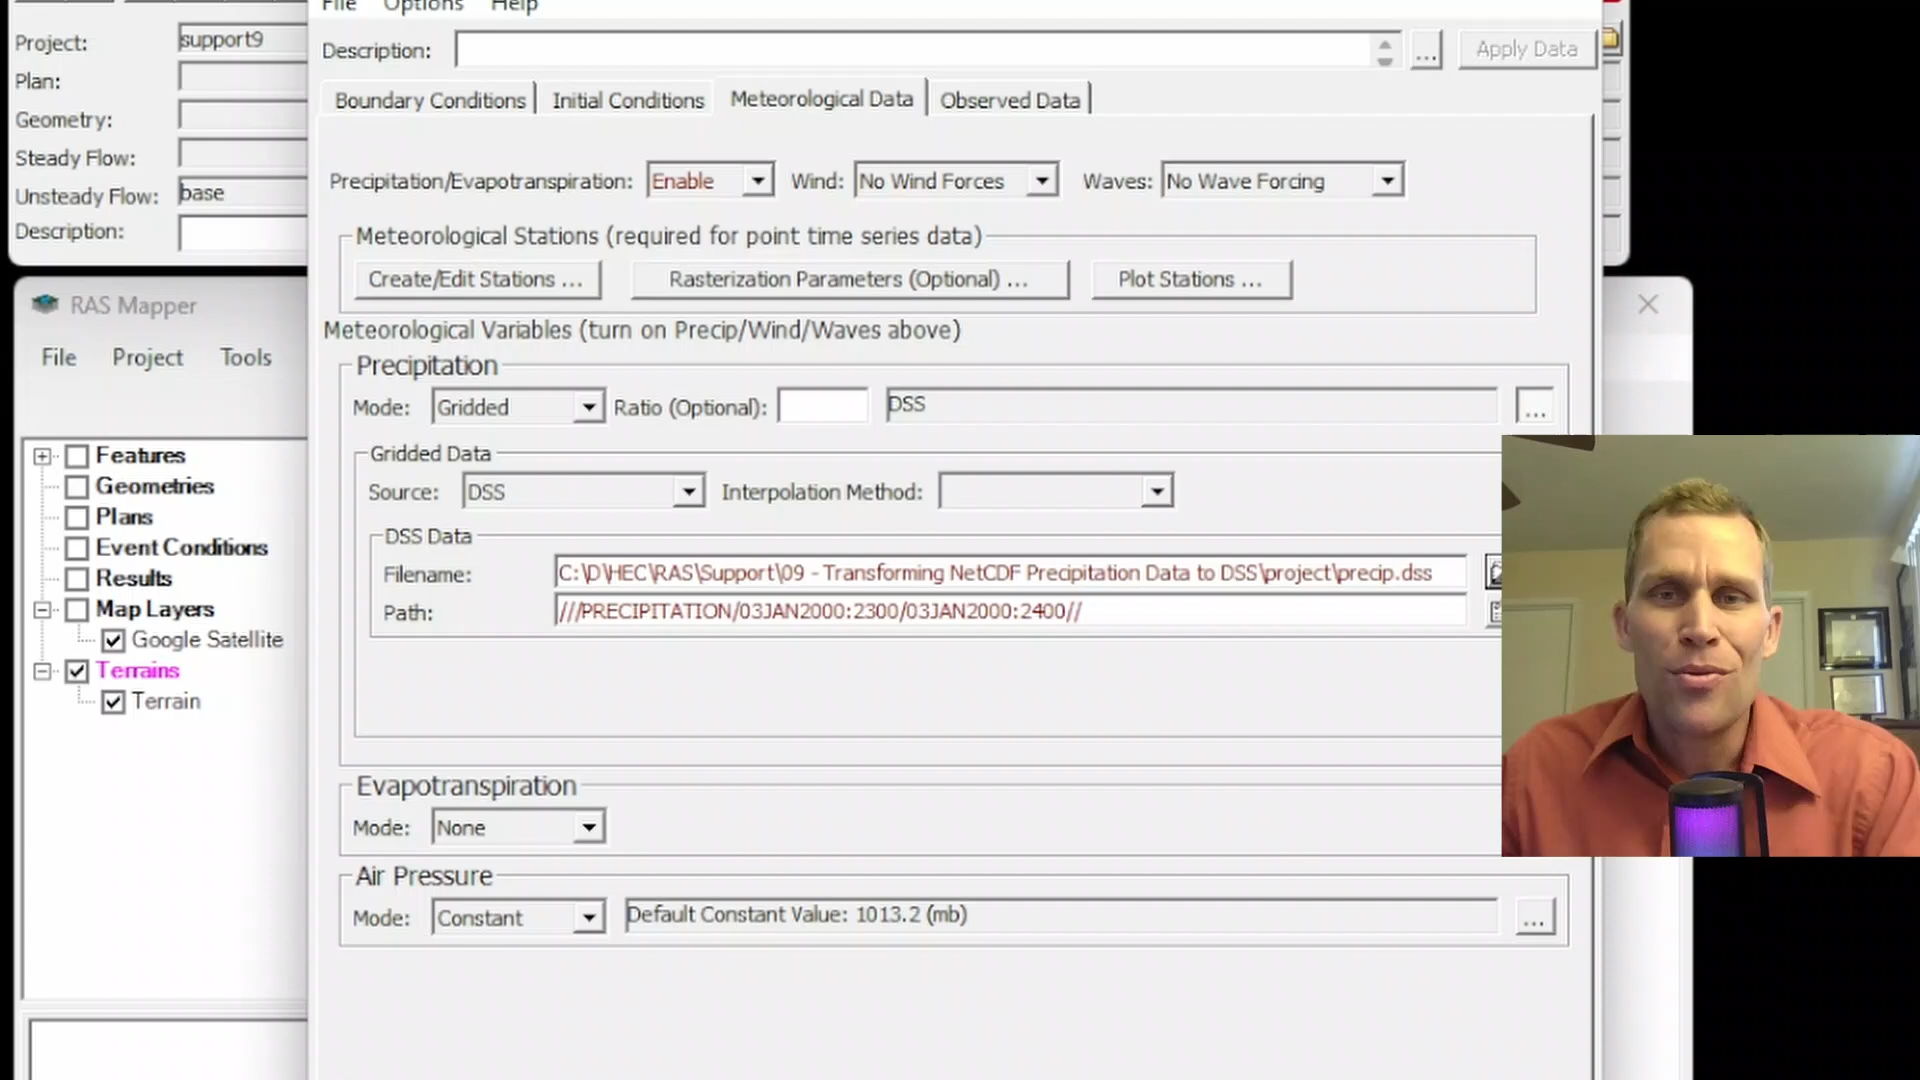 File Options Help
Project: support9
Description: ... Apply Data
Plan:
Boundary Conditions Initial Conditions Meteorological Data Observed Data
Geometry:
Steady Flow:
Precipitation/Evapotranspiration: Enable Wind: No Wind Forces Waves: No Wave Forcing
Unsteady Flow: base
Description:
Meteorological Stations (required for point time series data)
Create/Edit Stations ... Rasterization Parameters (Optional) ... Plot Stations ...
RAS Mapper
Meteorological Variables (turn on Precip/Wind/Waves above)
File Project Tools
Precipitation
Mode: Gridded Ratio (Optional): DSS ...
Gridded Data
Source: DSS Interpolation Method:
DSS Data
Filename: C:\D\HEC\RAS\Support\09 - Transforming NetCDF Precipitation Data to DSS\project\precip.dss
Path: ///PRECIPITATION/03JAN2000:2300/03JAN2000:2400//
Features
Geometries
Plans
Event Conditions
Results
Map Layers
Google Satellite
Terrains
Terrain
Evapotranspiration
Mode: None
Air Pressure
Mode: Constant Default Constant Value: 1013.2 (mb) ...